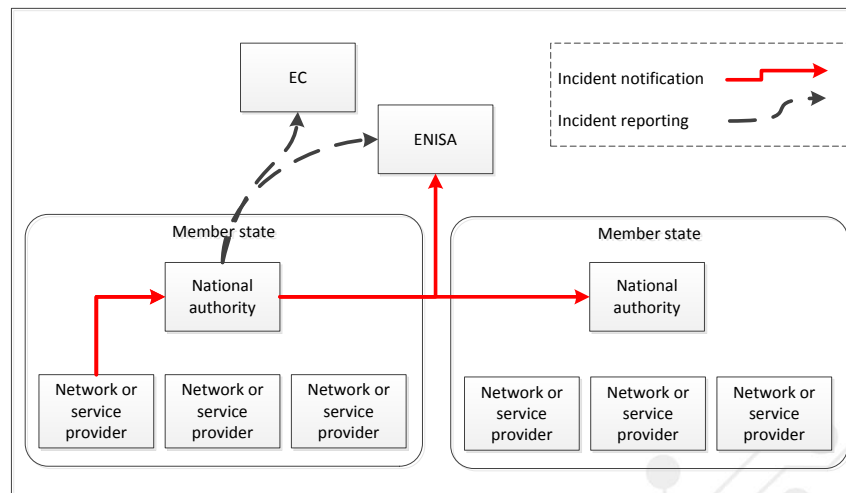 EC
Incident notification
Incident reporting
ENISA
Member state
National
authority
Network or
service
provider
Network or
service
provider
Network or
service
provider
Member state
National
authority
Network or
service
provider
Network or
service
provider
Network or
service
provider